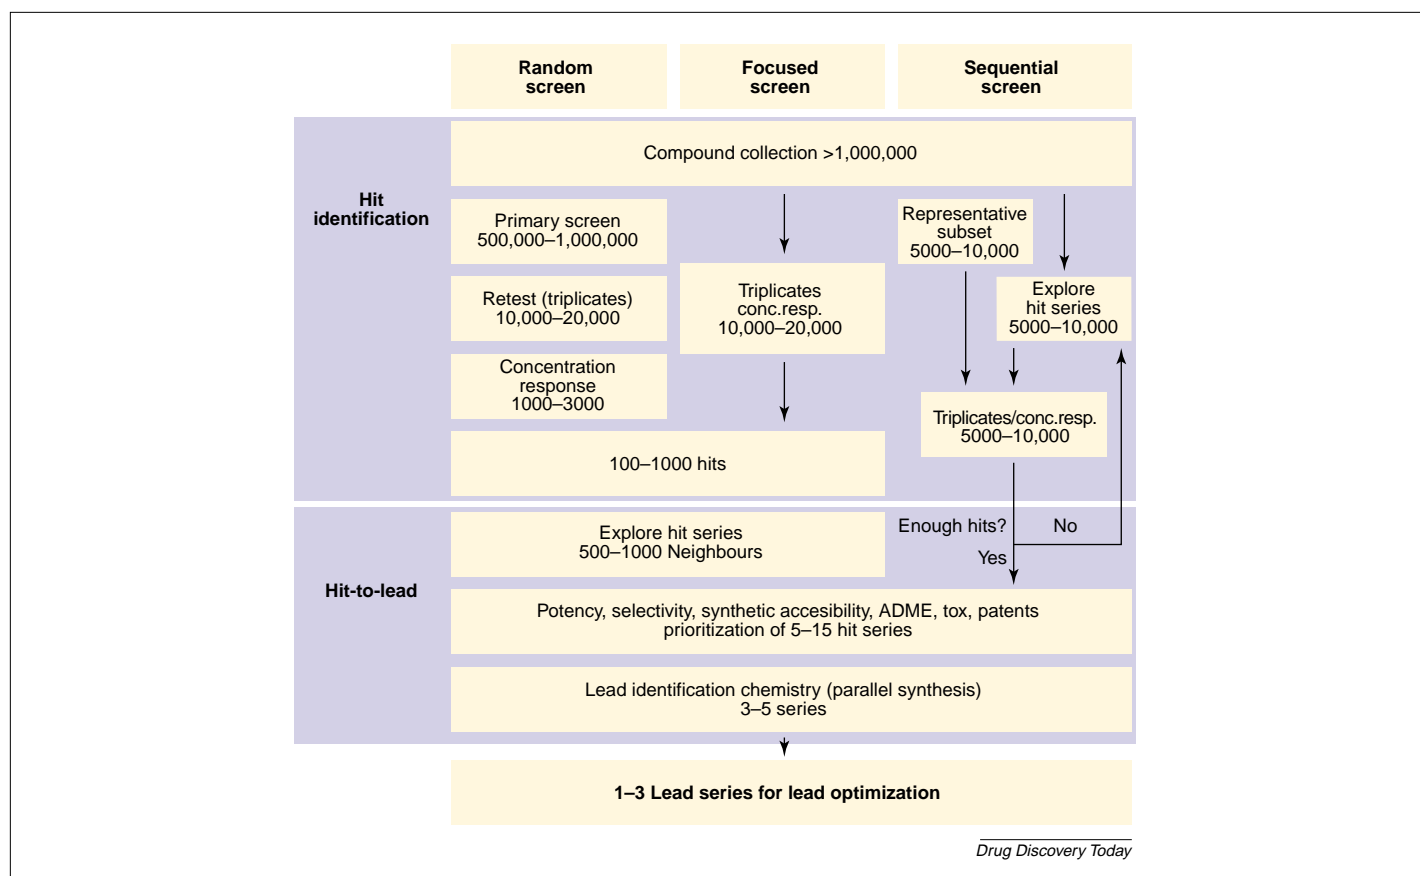 Random
screen
Focused
screen
Sequential
screen
Compound collection >1,000,000
Hit
identification
Primary screen
500,000–1,000,000
Retest (triplicates)
10,000–20,000
Concentration
response
1000–3000
Triplicates
conc.resp.
10,000–20,000
Representative
subset
5000–10,000
Explore
hit series
5000–10,000
Triplicates/conc.resp.
5000–10,000
100–1000 hits
Enough hits?
No
Yes
Hit-to-lead
Explore hit series
500–1000 Neighbours
Potency, selectivity, synthetic accesibility, ADME, tox, patents
prioritization of 5–15 hit series
Lead identification chemistry (parallel synthesis)
3–5 series
1–3 Lead series for lead optimization
Drug Discovery Today